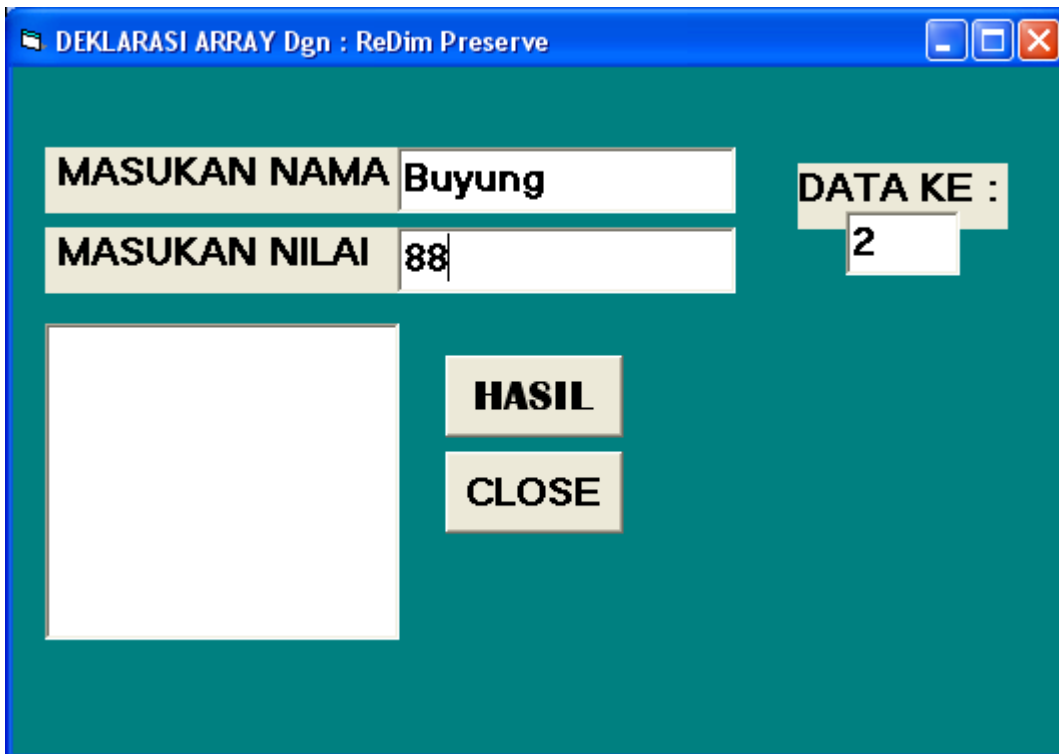 DEKLARASI ARRAY Dgn : ReDim Preserve
MASUKAN NAMA Buyung
DATA KE :
MASUKAN NILAI 88
2
HASIL
CLOSE